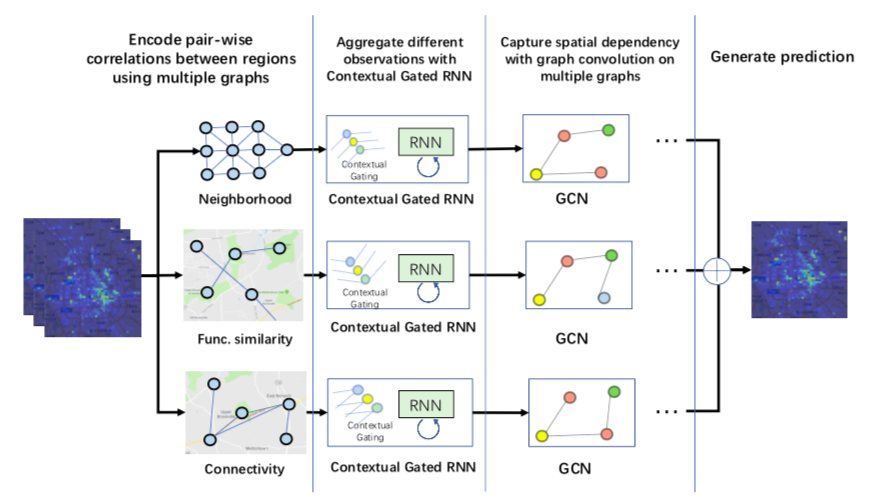 Encode pair-wise
correlations between regions
using multiple graphs
Aggregate different
observations with
Contextual Gated RNN
Capture spatial dependency
with graph convolution on
multiple graphs
Generate prediction
Neighborhood
Contextual
Gating
RNN
Contextual Gated RNN
GCN
...
Func. similarity
Contextual
Gating
RNN
Contextual Gated RNN
GCN
...
Connectivity
Contextual
Gating
RNN
Contextual Gated RNN
GCN
...